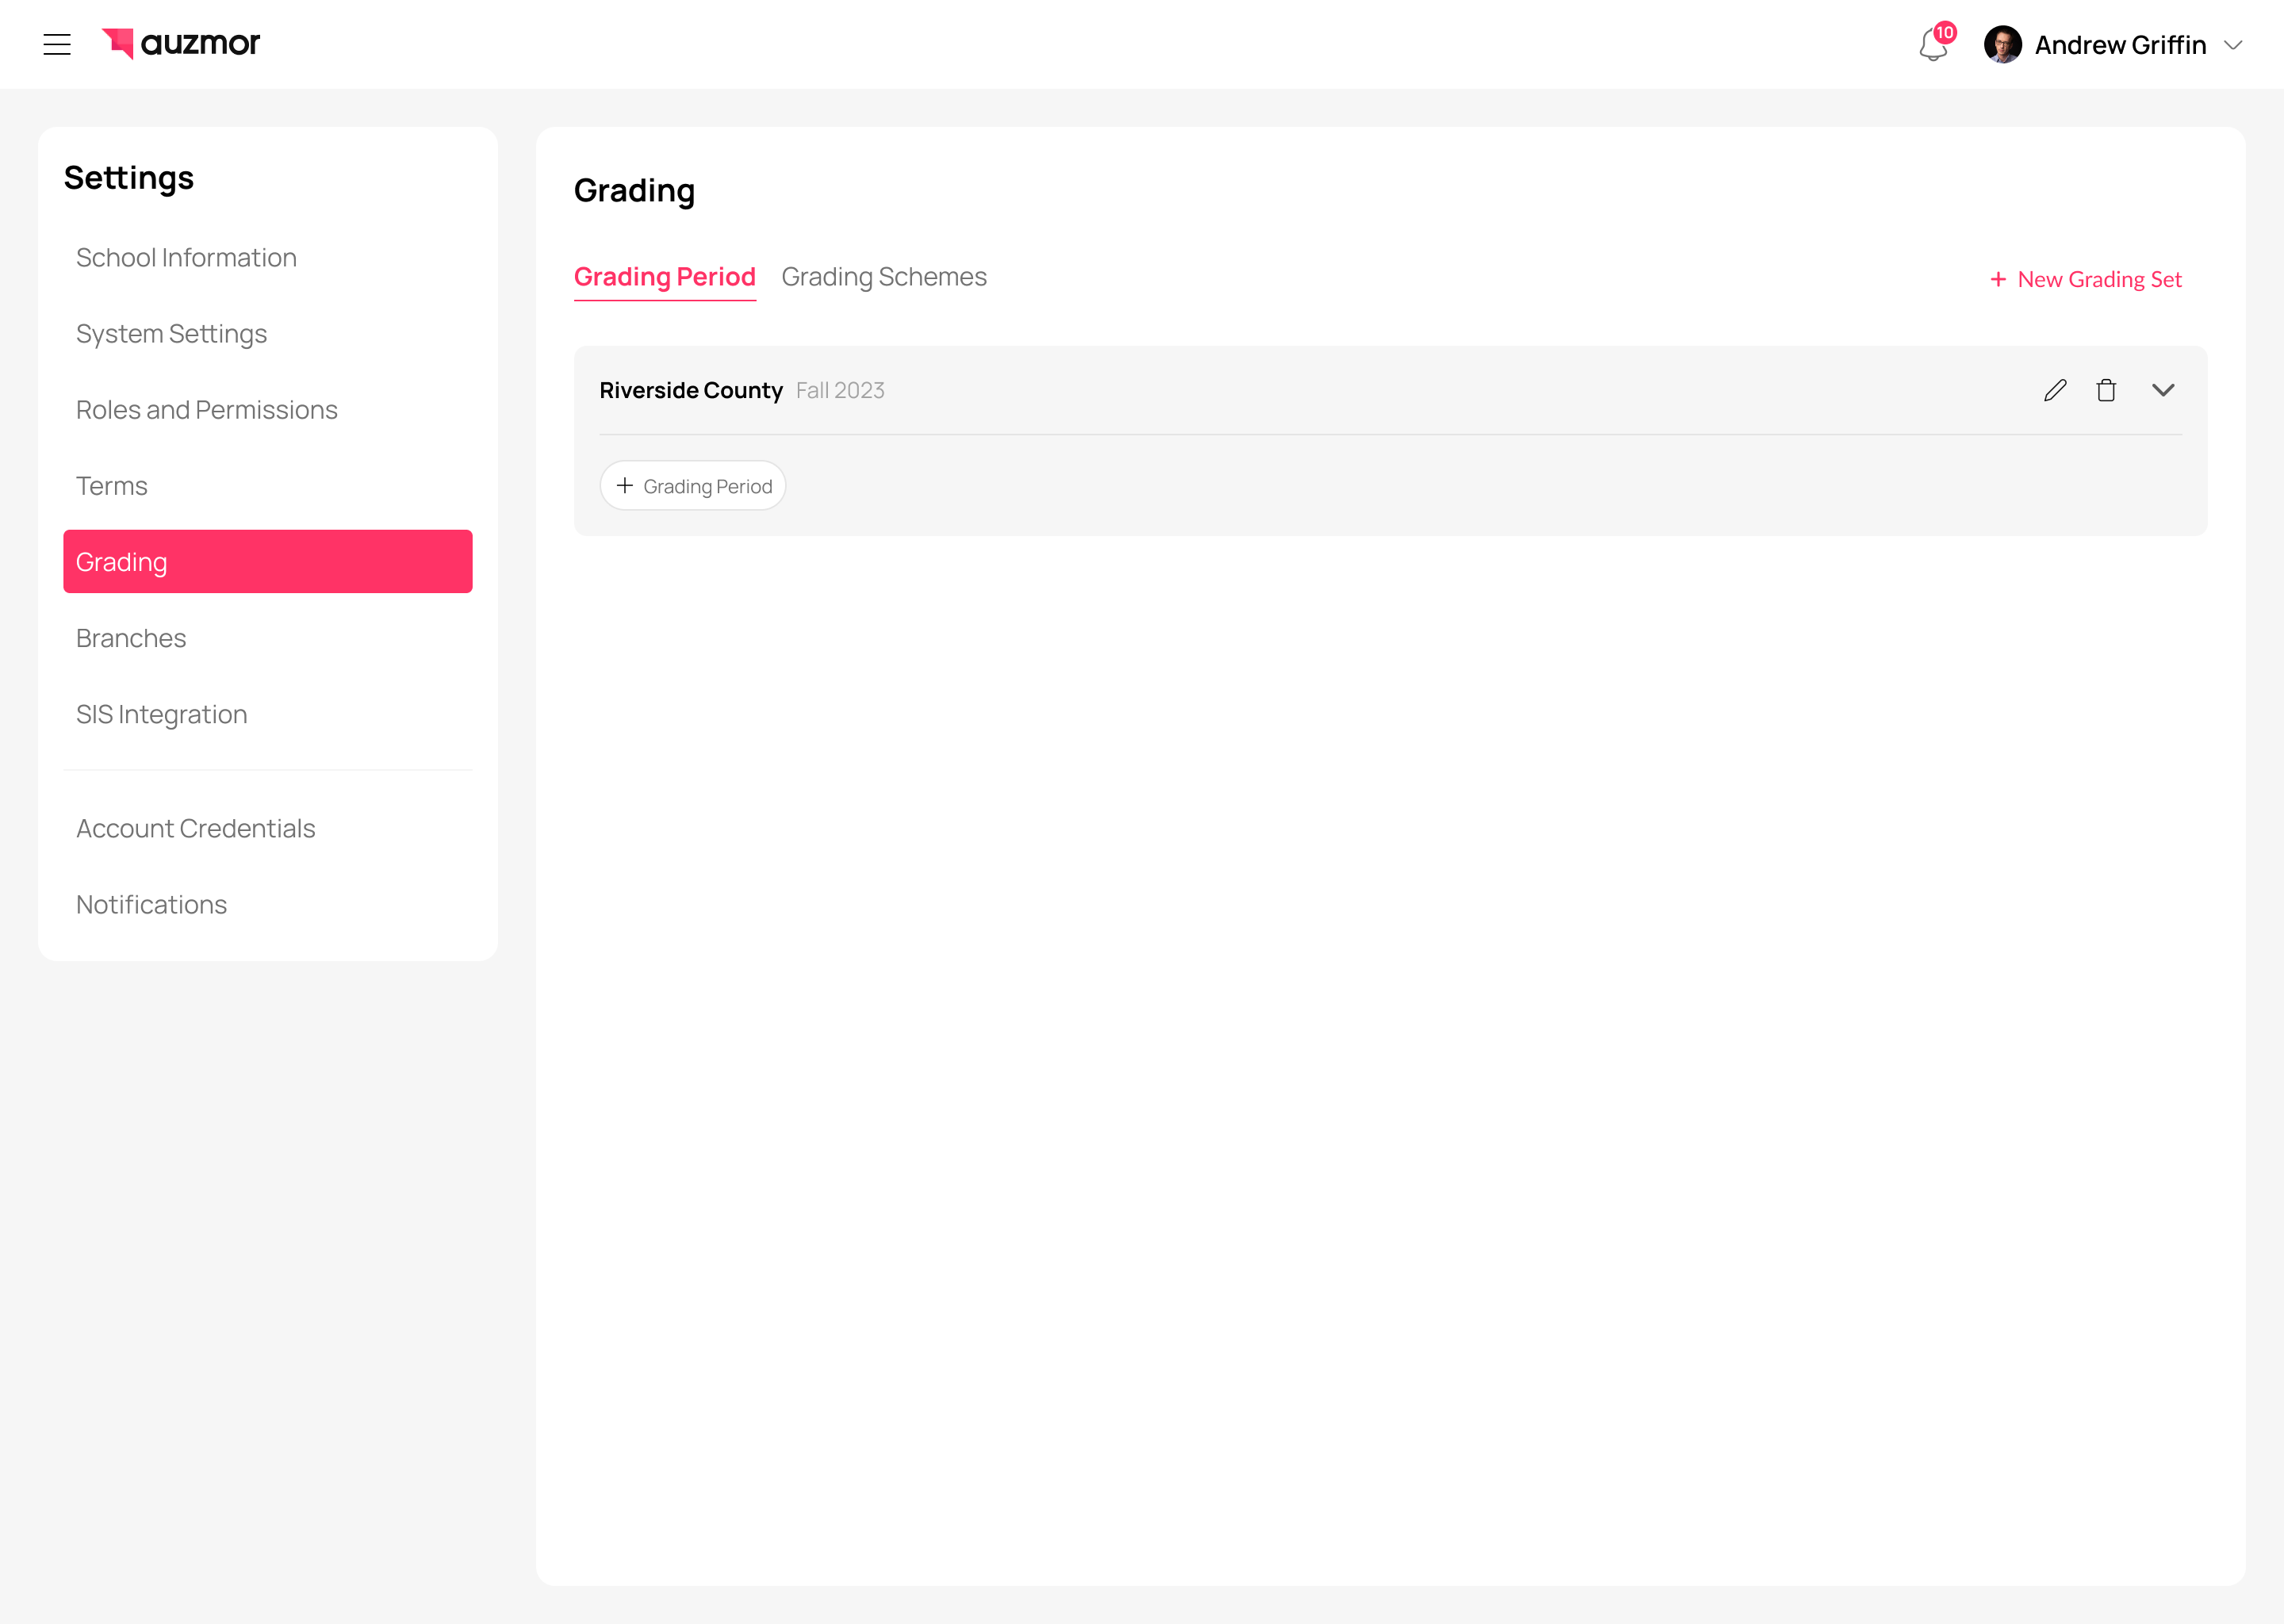 auzmor
10
Andrew Griffin
Settings
School Information
System Settings
Roles and Permissions
Terms
Grading
Branches
SIS Integration
Account Credentials
Notifications
Grading
Grading Period
Grading Schemes
+ New Grading Set
Riverside County Fall 2023
+ Grading Period